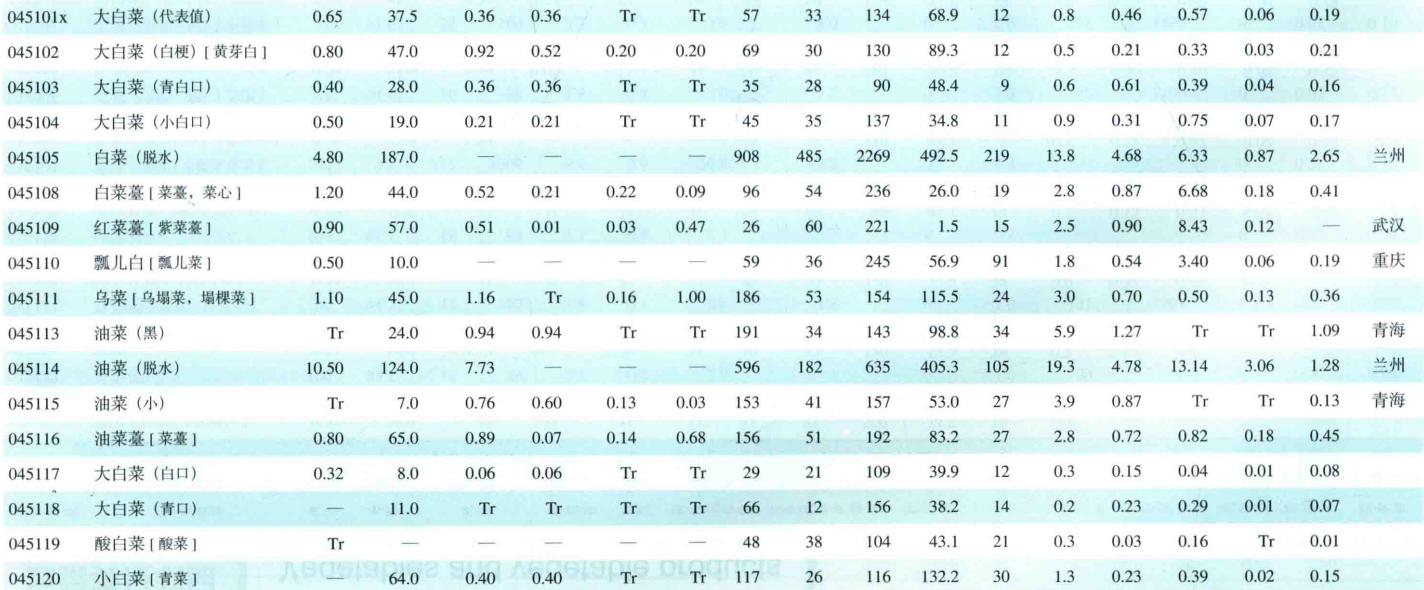 045101x 大白菜（代表值） 0.65 37.5 0.36 0.36 Tr Tr 57 33 134 68.9 12 0.8 0.46 0.57 0.06 0.19
045102 大白菜（白梗）[黄芽白] 0.80 47.0 0.92 0.52 0.20 0.20 69 30 130 89.3 12 0.5 0.21 0.33 0.03 0.21
045103 大白菜（青白口） 0.40 28.0 0.36 0.36 Tr Tr 35 28 90 48.4 9 0.6 0.61 0.39 0.04 0.16
045104 大白菜（小白口） 0.50 19.0 0.21 0.21 Tr Tr 45 35 137 34.8 11 0.9 0.31 0.75 0.07 0.17
045105 白菜（脱水） 4.80 187.0 908 485 2269 492.5 219 13.8 4.68 6.33 0.87 2.65 兰州
045108 白菜薹[菜薹，菜心] 1.20 44.0 0.52 0.21 0.22 0.09 96 54 236 26.0 19 2.8 0.87 6.68 0.18 0.41
045109 红菜薹[紫菜薹] 0.90 57.0 0.51 0.01 0.03 0.47 26 60 221 1.5 15 2.5 0.90 8.43 0.12 — 武汉
045110 瓢儿白[瓢儿菜] 0.50 10.0 — — — — 59 36 245 56.9 91 1.8 0.54 3.40 0.06 0.19 重庆
045111 乌菜[乌塌菜，塌棵菜] 1.10 45.0 1.16 Tr 0.16 1.00 186 53 154 115.5 24 3.0 0.70 0.50 0.13 0.36
045113 油菜（黑） Tr 24.0 0.94 0.94 Tr Tr 191 34 143 98.8 34 5.9 1.27 Tr Tr 1.09 青海
045114 油菜（脱水） 10.50 124.0 7.73 — — 596 182 635 405.3 105 19.3 4.78 13.14 3.06 1.28 兰州
045115 油菜（小） Tr 7.0 0.76 0.60 0.13 0.03 153 41 157 53.0 27 3.9 0.87 Tr Tr 0.13 青海
045116 油菜薹[菜薹] 0.80 65.0 0.89 0.07 0.14 0.68 156 51 192 83.2 27 2.8 0.72 0.82 0.18 0.45
045117 大白菜（白口） 0.32 8.0 0.06 0.06 Tr Tr 29 21 109 39.9 12 0.3 0.15 0.04 0.01 0.08
045118 大白菜（青口） — 11.0 Tr Tr Tr Tr 66 12 156 38.2 14 0.2 0.23 0.29 0.01 0.07
045119 酸白菜[酸菜] Tr — — — — — 48 38 104 43.1 21 0.3 0.03 0.16 Tr 0.01
045120 小白菜[青菜] — 64.0 0.40 0.40 Tr Tr 117 26 116 132.2 30 1.3 0.23 0.39 0.02 0.15